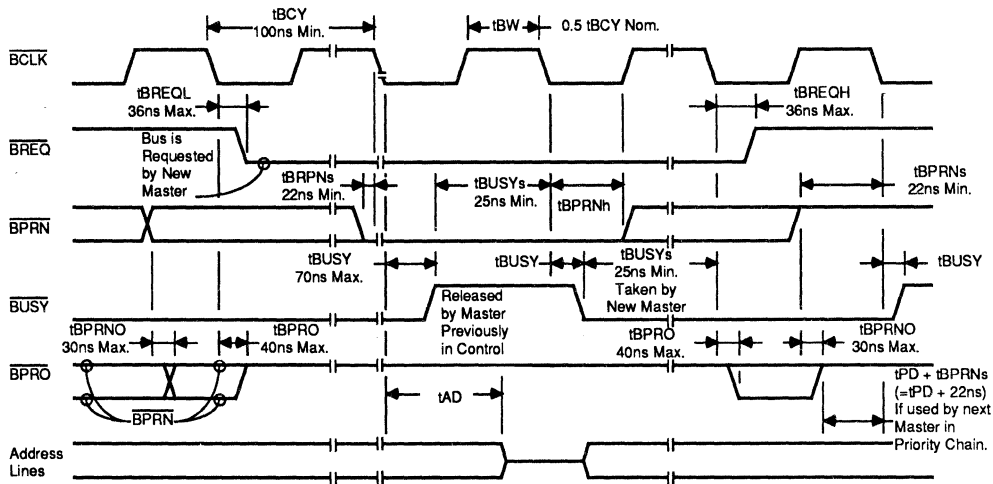 tBCY
100ns Min.
tBW
0.5 tBCY Nom.
BCLK
tBREQL
36ns Max.
tBREQH
36ns Max.
BREQ
Bus is
Requested
by New
Master
tBRPNs
22ns Min.
tBUSYs
25ns Min.
tBPRNh
tBPRNs
22ns Min.
BPRN
tBUSY
70ns Max.
tBUSY
tBUSYs
25ns Min.
Taken by
New Master
tBUSY
BUSY
Released
by Master
Previously
in Control
tBPRNO
30ns Max.
tBPRO
40ns Max.
tBPRO
40ns Max.
tBPRNO
30ns Max.
BPRO
BPRN
tAD
tPD + tBPRNs
(=tPD + 22ns)
If used by next
Master in
Priority Chain.
Address
Lines